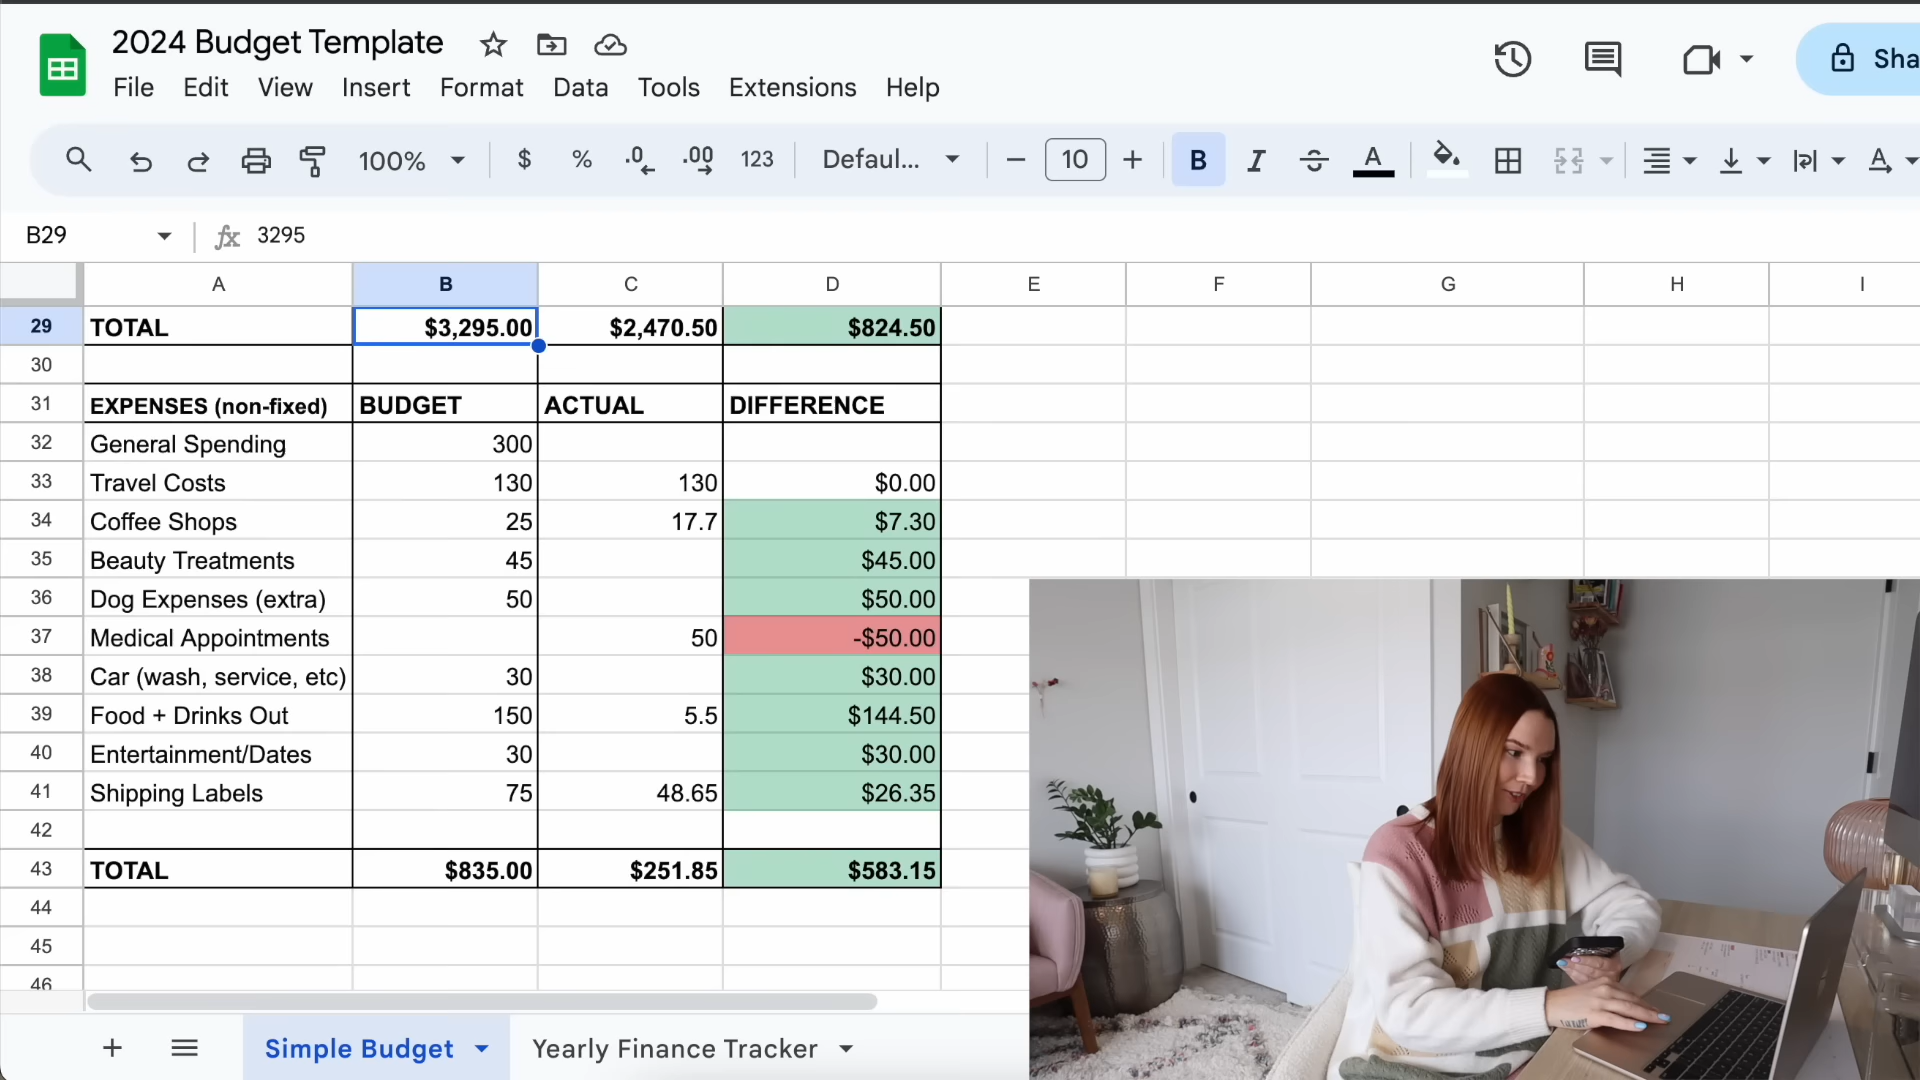 2024 Budget Template
File Edit View Insert Format Data Tools Extensions Help
Sha
100% $ % .0 .00 123 Defaul... 10 B I A A
B29 fx 3295
A B C D E F G H I
29 TOTAL $3,295.00 $2,470.50 $824.50
30
31 EXPENSES (non-fixed) BUDGET ACTUAL DIFFERENCE
32 General Spending 300
33 Travel Costs 130 130 $0.00
34 Coffee Shops 25 17.7 $7.30
35 Beauty Treatments 45 $45.00
36 Dog Expenses (extra) 50 $50.00
37 Medical Appointments 50 -$50.00
38 Car (wash, service, etc) 30 $30.00
39 Food + Drinks Out 150 5.5 $144.50
40 Entertainment/Dates 30 $30.00
41 Shipping Labels 75 48.65 $26.35
42
43 TOTAL $835.00 $251.85 $583.15
44
45
46
Simple Budget Yearly Finance Tracker